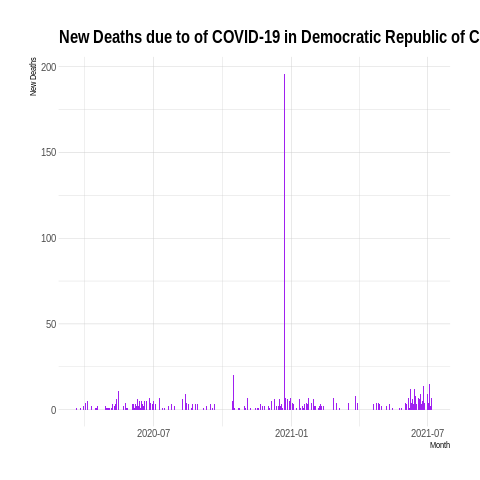 New Deaths due to of COVID-19 in Democratic Republic of C
New Deaths
200
150
100
50
0
2020-07
2021-01
2021-07
Month